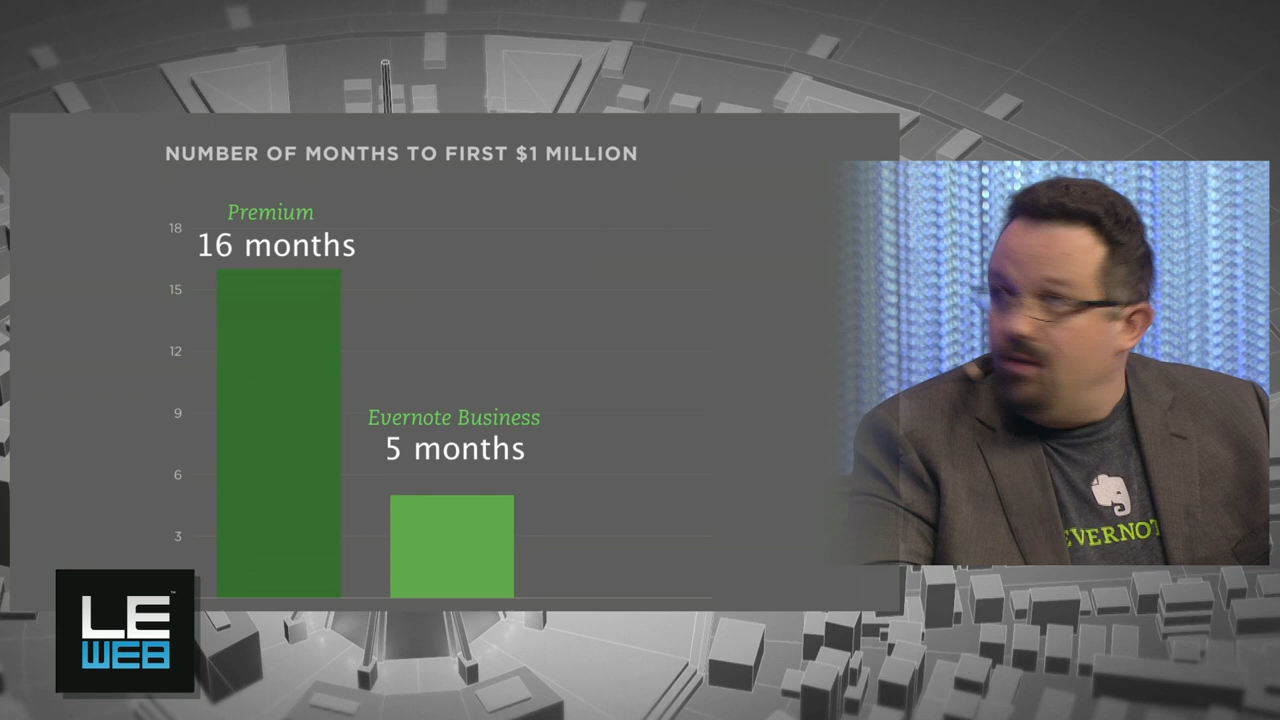 NUMBER OF MONTHS TO FIRST $1 MILLION
Premium
18
16 months
15
12
9
Evernote Business
5 months
6
3
EVERNOT
LE
WEB
™